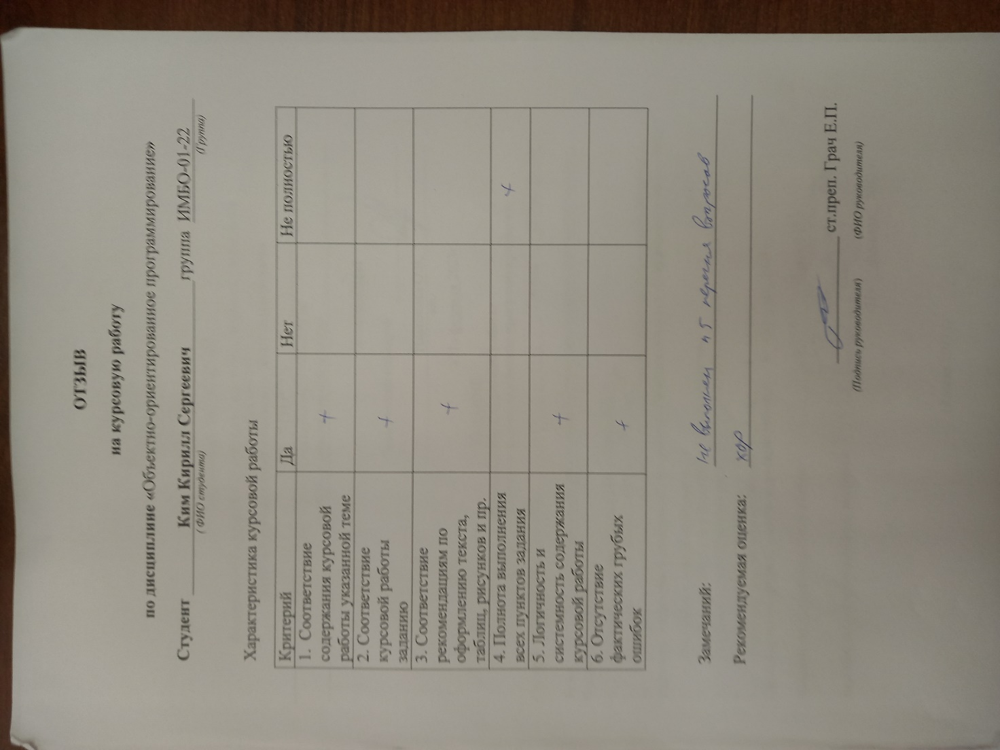 ОТЗЫВ
на курсовую работу
по дисциплине «Объектно-ориентированное программирование»
Студент Ким Кирилл Сергеевич группа ИМБО-01-22
( ФИО студента) (Группа)
Характеристика курсовой работы
Критерий Да Нет Не полностью
1. Соответствие
содержания курсовой
работы указанной теме +
2. Соответствие
курсовой работы
заданию +
3. Соответствие
рекомендациям по
оформлению текста,
таблиц, рисунков и пр. +
4. Полнота выполнения
всех пунктов задания +
5. Логичность и
системность содержания
курсовой работы +
6. Отсутствие
фактических грубых
ошибок +
Замечаний: не выполнен п5 перечня вопросов
Рекомендуемая оценка: хор
ст.преп. Грач Е.П.
(Подпись руководителя) (ФИО руководителя)